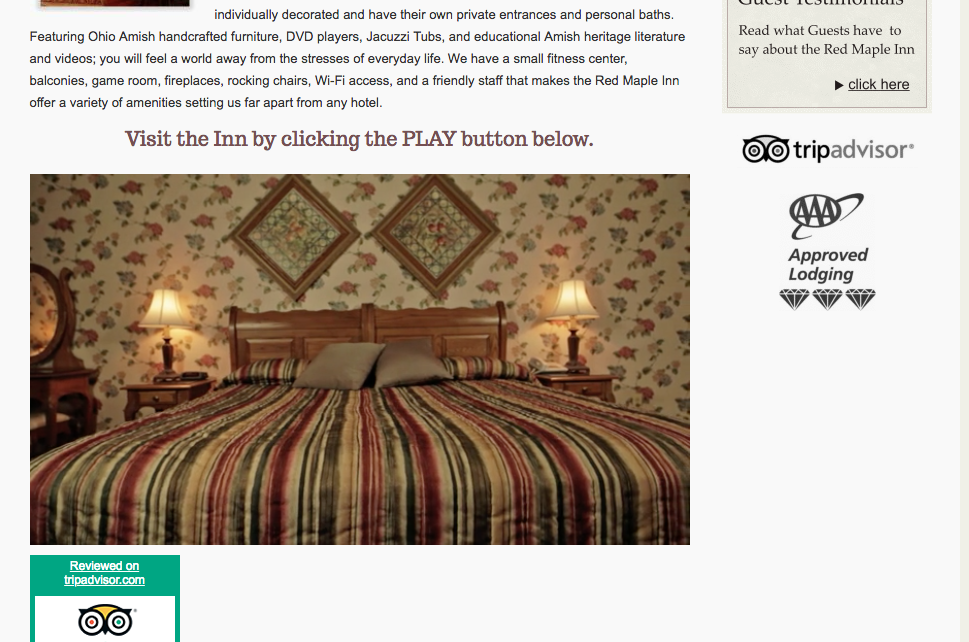 individually decorated and have their own private entrances and personal baths.
Featuring Ohio Amish handcrafted furniture, DVD players, Jacuzzi Tubs, and educational Amish heritage literature
and videos; you will feel a world away from the stresses of everyday life. We have a small fitness center,
balconies, game room, fireplaces, rocking chairs, Wi-Fi access, and a friendly staff that makes the Red Maple Inn
offer a variety of amenities setting us far apart from any hotel.
Visit the Inn by clicking the PLAY button below.
Reviewed on
tripadvisor.com
Guest Testimonials
Read what Guests have to
say about the Red Maple Inn
click here
tripadvisor®
AAA
Approved
Lodging